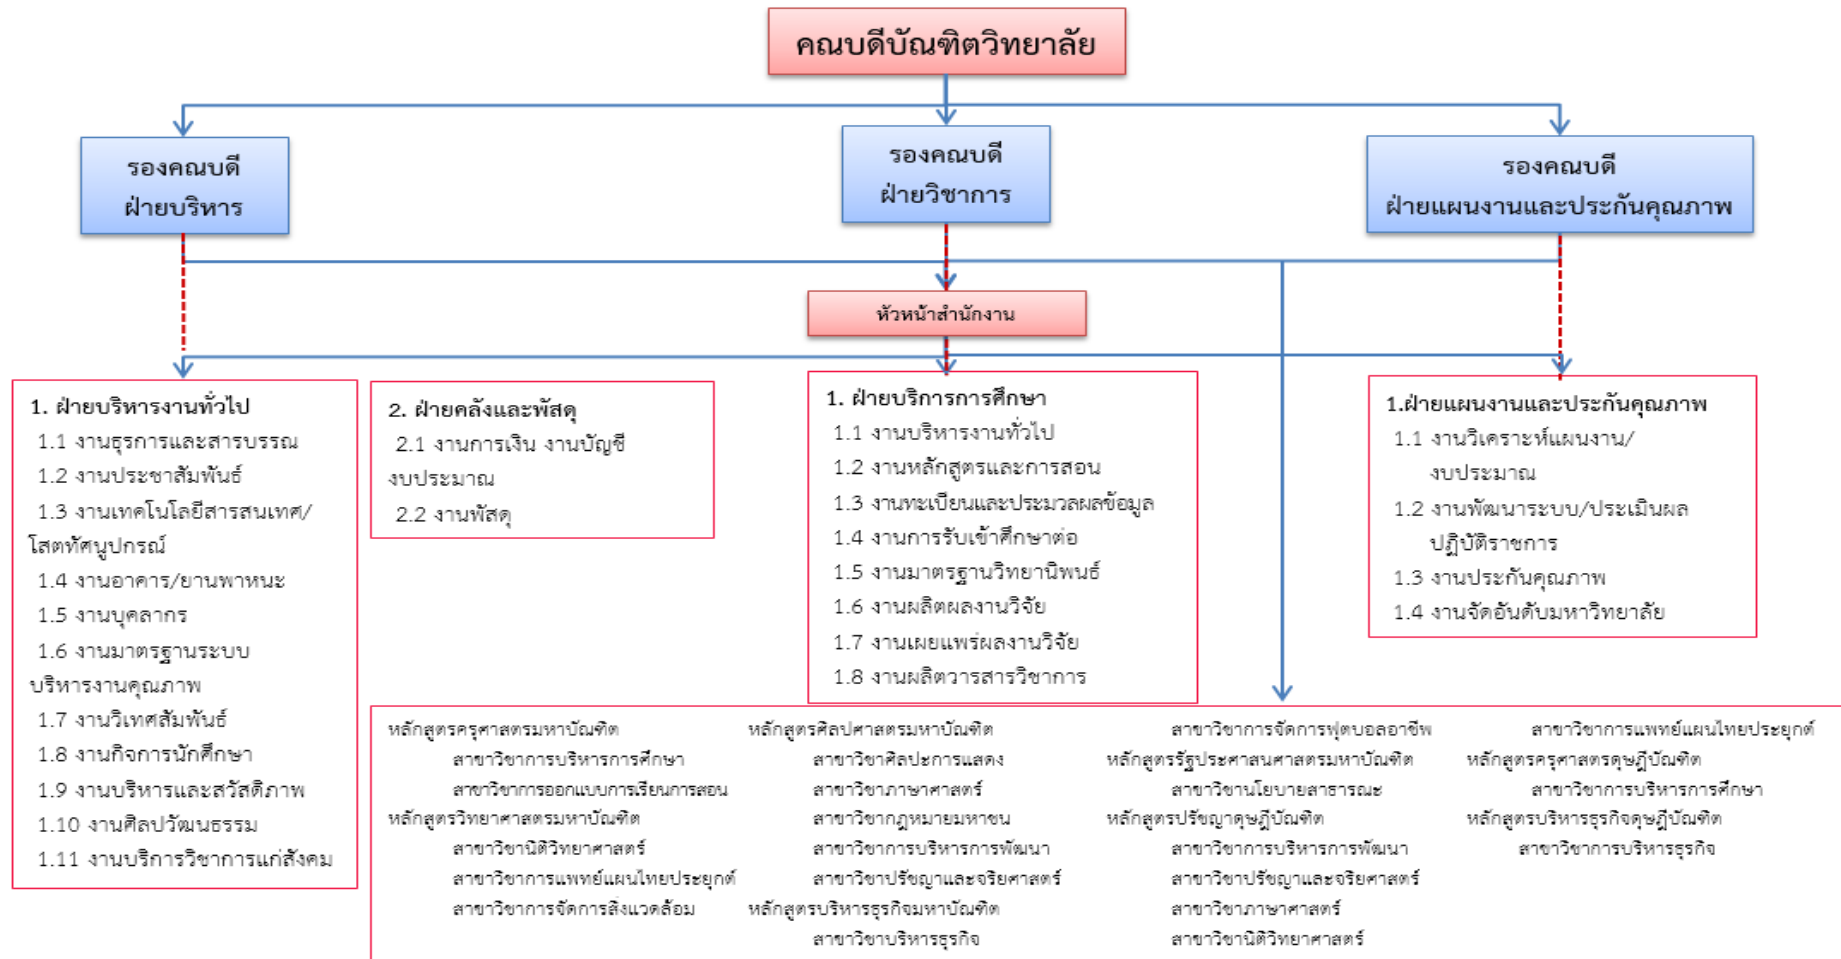 คณบดีบัณฑิตวิทยาลัย
รองคณบดี
ฝ่ายบริหาร
รองคณบดี
ฝ่ายวิชาการ
รองคณบดี
ฝ่ายแผนงานและประกันคุณภาพ
หัวหน้าสำนักงาน
1. ฝ่ายบริหารงานทั่วไป
1.1 งานธุรการและสารบรรณ
1.2 งานประชาสัมพันธ์
1.3 งานเทคโนโลยีสารสนเทศ/
โสตทัศนูปกรณ์
1.4 งานอาคาร/ยานพาหนะ
1.5 งานบุคลากร
1.6 งานมาตรฐานระบบ
บริหารงานคุณภาพ
1.7 งานวิเทศสัมพันธ์
1.8 งานกิจการนักศึกษา
1.9 งานบริหารและสวัสดิภาพ
1.10 งานศิลปวัฒนธรรม
1.11 งานบริการวิชาการแก่สังคม
2. ฝ่ายคลังและพัสดุ
2.1 งานการเงิน งานบัญชี
งบประมาณ
2.2 งานพัสดุ
1. ฝ่ายบริการการศึกษา
1.1 งานบริหารงานทั่วไป
1.2 งานหลักสูตรและการสอน
1.3 งานทะเบียนและประมวลผลข้อมูล
1.4 งานการรับเข้าศึกษาต่อ
1.5 งานมาตรฐานวิทยานิพนธ์
1.6 งานผลิตผลงานวิจัย
1.7 งานเผยแพร่ผลงานวิจัย
1.8 งานผลิตวารสารวิชาการ
1.ฝ่ายแผนงานและประกันคุณภาพ
1.1 งานวิเคราะห์แผนงาน/
งบประมาณ
1.2 งานพัฒนาระบบ/ประเมินผล
ปฏิบัติราชการ
1.3 งานประกันคุณภาพ
1.4 งานจัดอันดับมหาวิทยาลัย
หลักสูตรครุศาสตรมหาบัณฑิต
สาขาวิชาการบริหารการศึกษา
สาขาวิชาการออกแบบการเรียนการสอน
หลักสูตรวิทยาศาสตรมหาบัณฑิต
สาขาวิชานิติวิทยาศาสตร์
สาขาวิชาการแพทย์แผนไทยประยุกต์
สาขาวิชาการจัดการสิ่งแวดล้อม
หลักสูตรศิลปศาสตรมหาบัณฑิต
สาขาวิชาศิลปะการแสดง
สาขาวิชาภาษาศาสตร์
สาขาวิชากฎหมายมหาชน
สาขาวิชาการบริหารการพัฒนา
สาขาวิชาปรัชญาและจริยศาสตร์
หลักสูตรบริหารธุรกิจมหาบัณฑิต
สาขาวิชาบริหารธุรกิจ
สาขาวิชาการจัดการฟุตบอลอาชีพ
หลักสูตรรัฐประศาสนศาสตรมหาบัณฑิต
สาขาวิชานโยบายสาธารณะ
หลักสูตรปรัชญาดุษฎีบัณฑิต
สาขาวิชาการบริหารการพัฒนา
สาขาวิชาปรัชญาและจริยศาสตร์
สาขาวิชาภาษาศาสตร์
สาขาวิชานิติวิทยาศาสตร์
สาขาวิชาการแพทย์แผนไทยประยุกต์
หลักสูตรครุศาสตรดุษฎีบัณฑิต
สาขาวิชาการบริหารการศึกษา
หลักสูตรบริหารธุรกิจดุษฎีบัณฑิต
สาขาวิชาการบริหารธุรกิจ